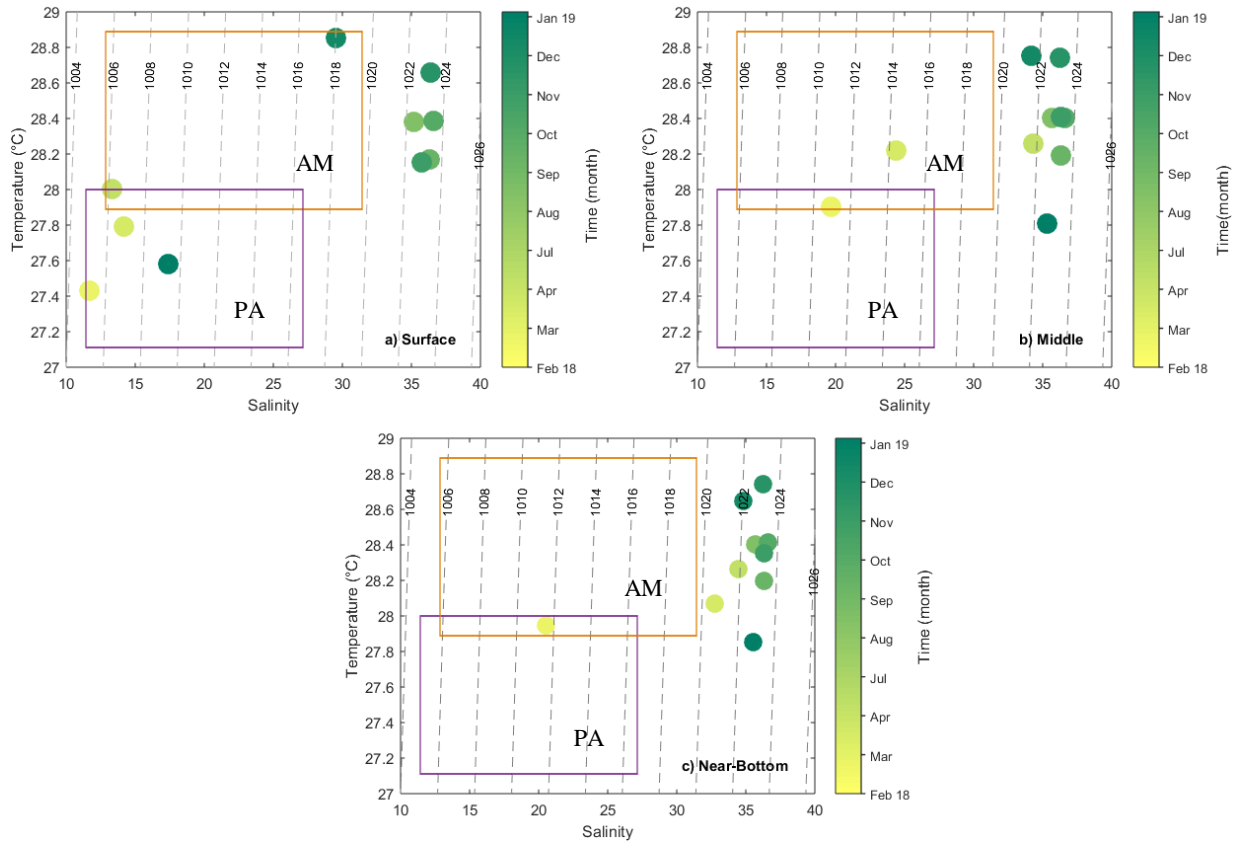 29
28.8
28.6
28.4
28.2
28
27.8
27.6
27.4
27.2
27
10
15
20
25
30
35
40
Temperature (°C)
Salinity
1004
1006
1008
1010
1012
1014
1016
1018
1020
1022
1024
1026
AM
PA
a) Surface
Jan 19
Dec
Nov
Oct
Sep
Aug
Jul
Apr
Mar
Feb 18
Time (month)
29
28.8
28.6
28.4
28.2
28
27.8
27.6
27.4
27.2
27
10
15
20
25
30
35
40
Temperature (°C)
Salinity
1004
1006
1008
1010
1012
1014
1016
1018
1020
1022
1024
1026
AM
PA
b) Middle
Jan 19
Dec
Nov
Oct
Sep
Aug
Jul
Apr
Mar
Feb 18
Time(month)
29
28.8
28.6
28.4
28.2
28
27.8
27.6
27.4
27.2
27
10
15
20
25
30
35
40
Temperature (°C)
Salinity
1004
1006
1008
1010
1012
1014
1016
1018
1020
1022
1024
1026
AM
PA
c) Near-Bottom
Jan 19
Dec
Nov
Oct
Sep
Aug
Jul
Apr
Mar
Feb 18
Time (month)